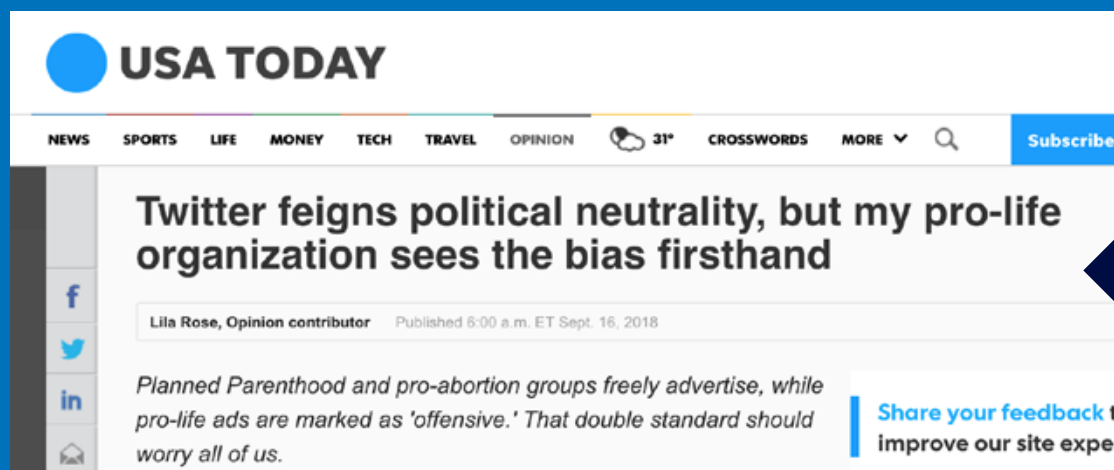 USA TODAY
NEWS SPORTS LIFE MONEY TECH TRAVEL OPINION 31° CROSSWORDS MORE Subscribe
Twitter feigns political neutrality, but my pro-life
organization sees the bias firsthand
Lila Rose, Opinion contributor Published 6:00 a.m. ET Sept. 16, 2018
Planned Parenthood and pro-abortion groups freely advertise, while
pro-life ads are marked as 'offensive.' That double standard should
worry all of us.
Share your feedback
improve our site